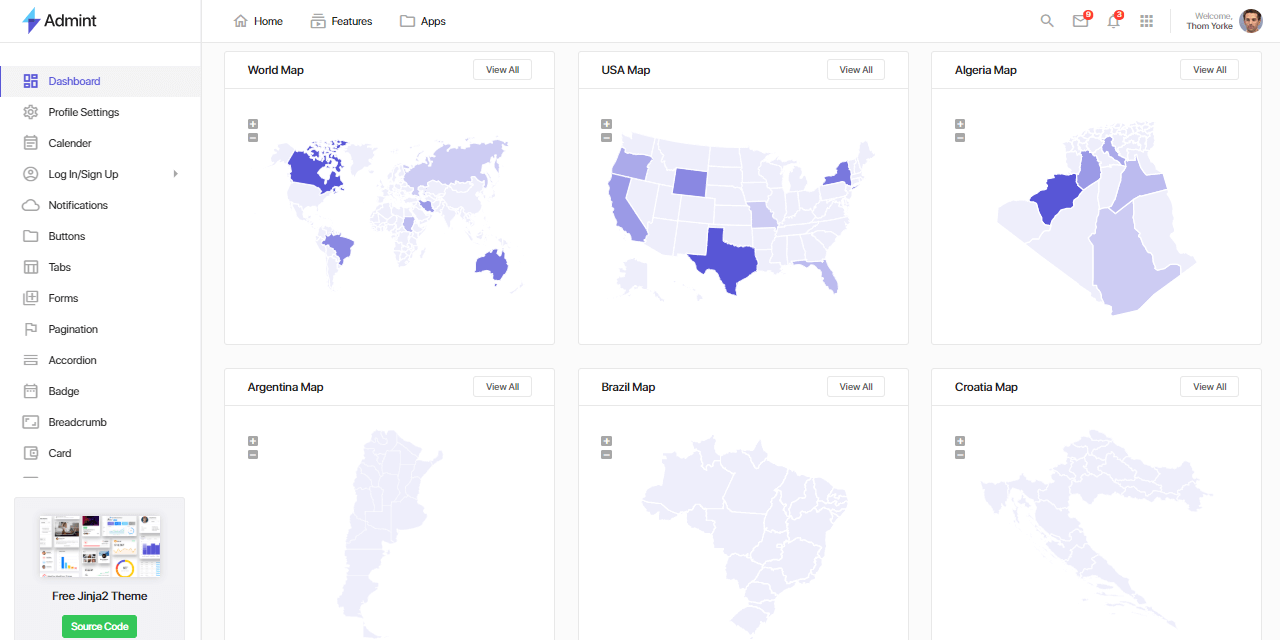 Admint
Home
Features
Apps
9
3
Welcome,
Thom Yorke
Dashboard
Profile Settings
Calender
Log In/Sign Up
Notifications
Buttons
Tabs
Forms
Pagination
Accordion
Badge
Breadcrumb
Card
Free Jinja2 Theme
Source Code
World Map
View All
USA Map
View All
Algeria Map
View All
Argentina Map
View All
Brazil Map
View All
Croatia Map
View All